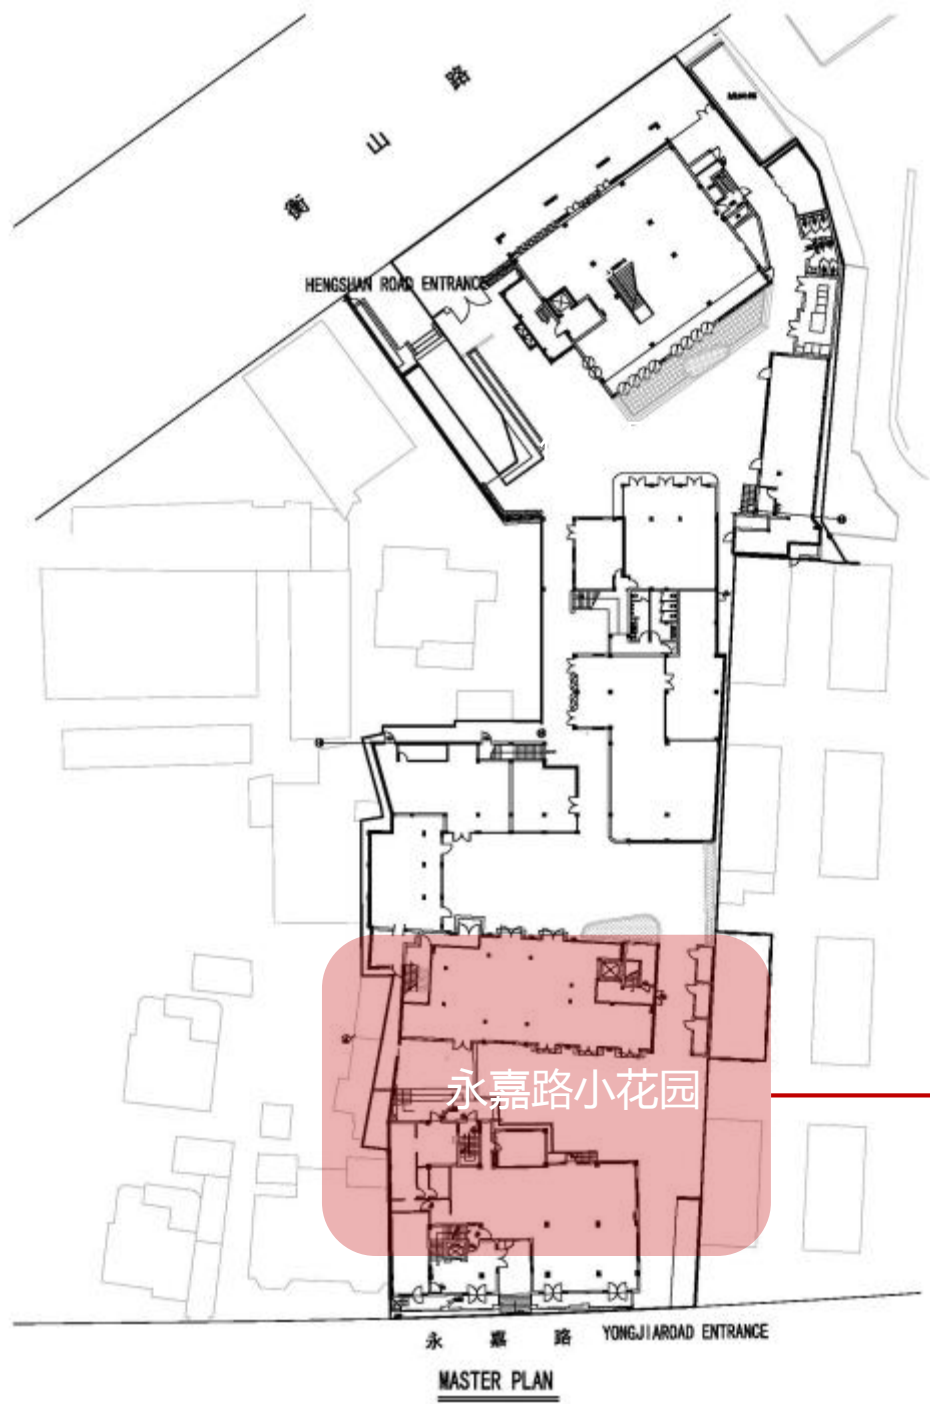 衡山路
HENGSHAN ROAD ENTRANCE
永嘉路小花园
永 嘉 路 YONGJIAROAD ENTRANCE
MASTER PLAN